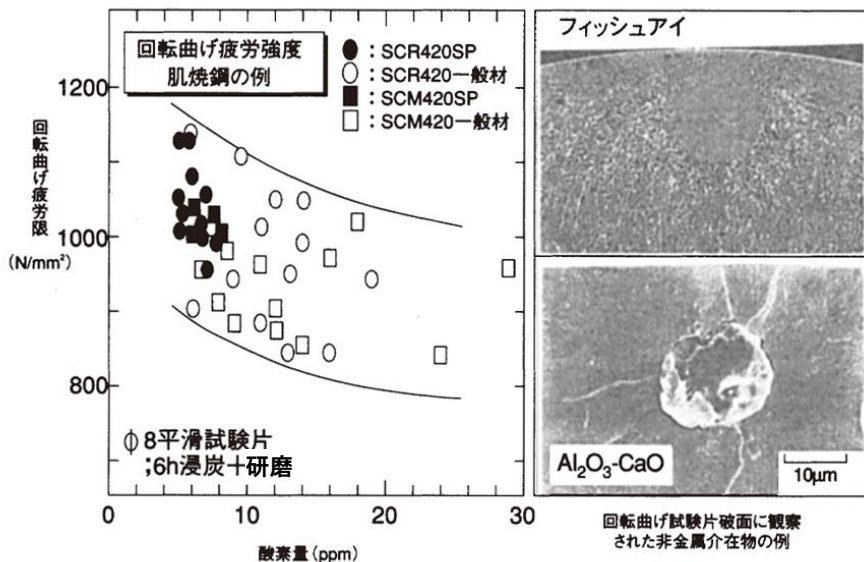 回転曲げ疲労強度
肌焼鋼の例
●：SCR420SP
○：SCR420一般材
■：SCM420SP
□：SCM420一般材
1200
1000
800
0
回転曲げ疲労限
(N/mm²)
φ8平滑試験片
;6h浸炭＋研磨
0
10
20
30
酸素量(ppm)
フィッシュアイ
Al₂O₃-CaO
10μm
回転曲げ試験片破面に観察
された非金属介在物の例